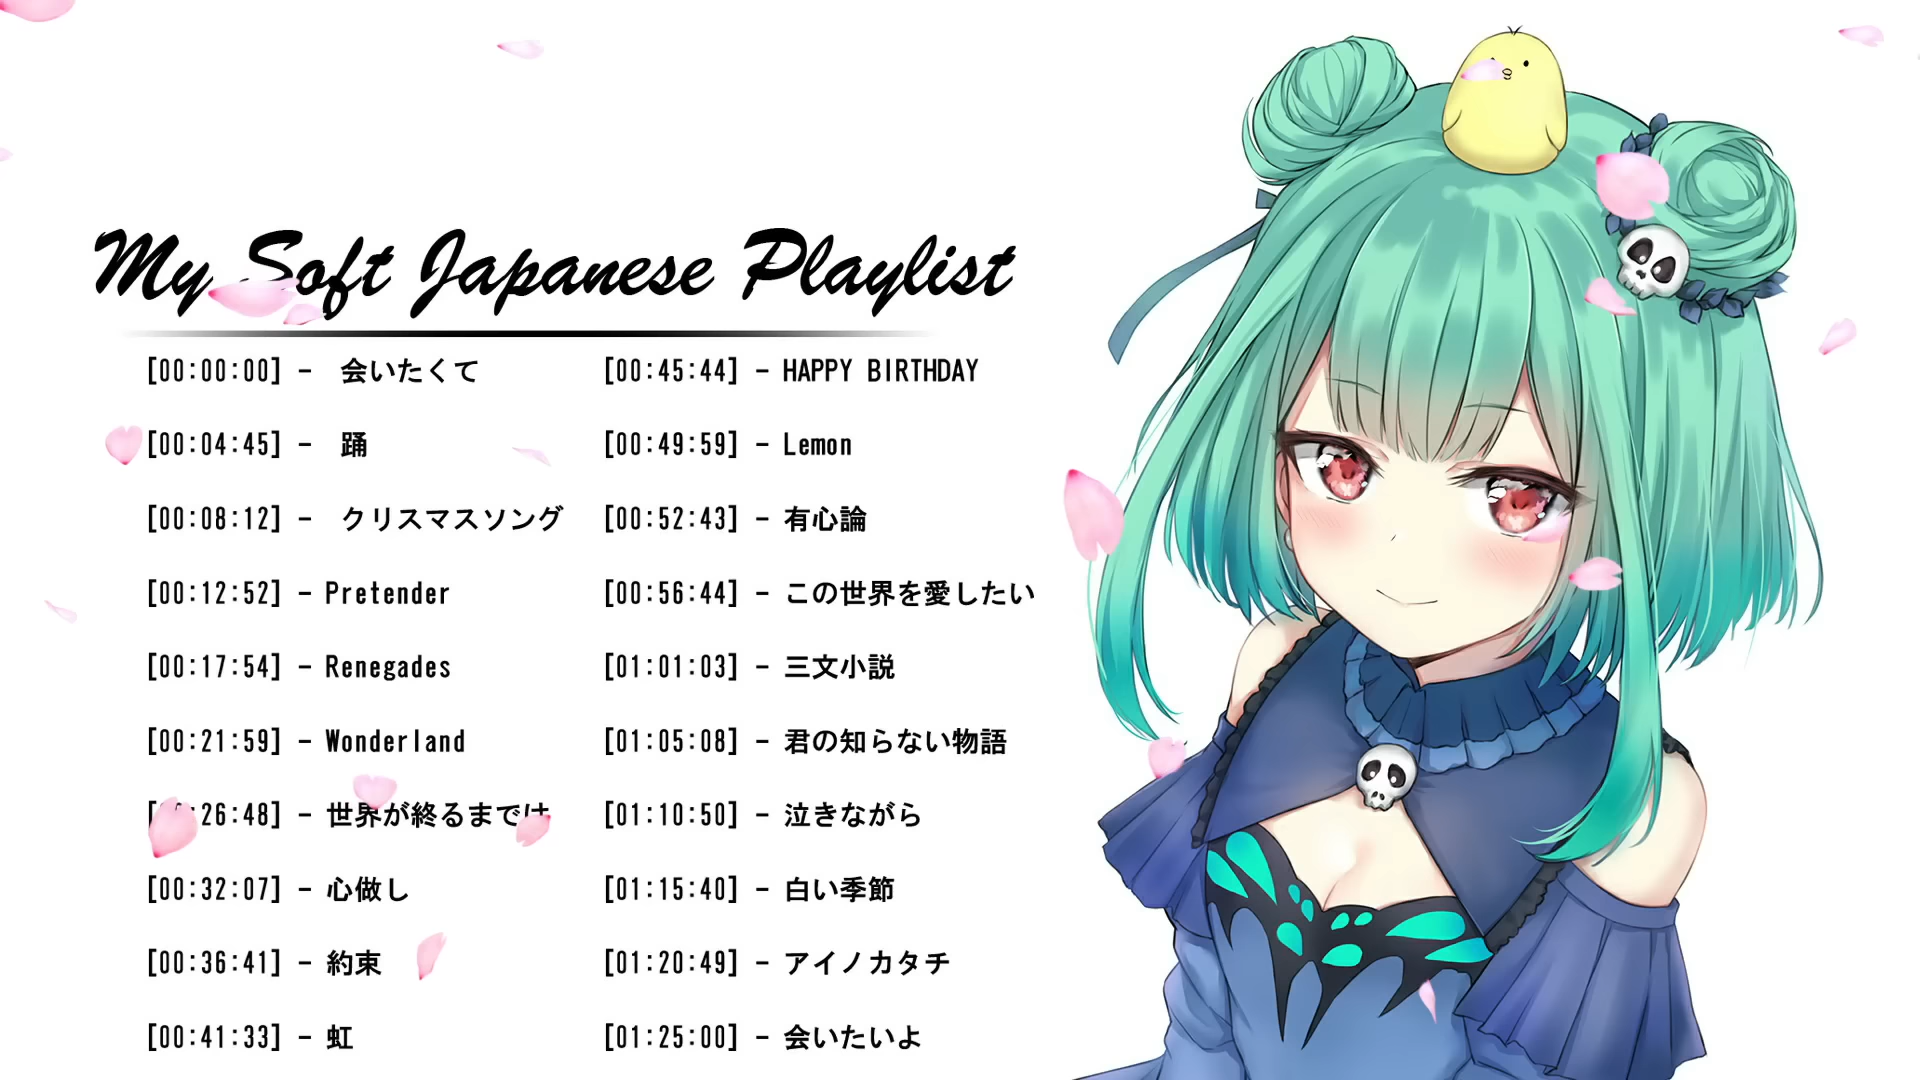 My Soft Japanese Playlist
[00:00:00] - 会いたくて
[00:04:45] - 踊
[00:08:12] - クリスマスソング
[00:12:52] - Pretender
[00:17:54] - Renegades
[00:21:59] - Wonderland
[00:26:48] - 世界が終るまでは
[00:32:07] - 心做し
[00:36:41] - 約束
[00:41:33] - 虹
[00:45:44] - HAPPY BIRTHDAY
[00:49:59] - Lemon
[00:52:43] - 有心論
[00:56:44] - この世界を愛したい
[01:01:03] - 三文小説
[01:05:08] - 君の知らない物語
[01:10:50] - 泣きながら
[01:15:40] - 白い季節
[01:20:49] - アイノカタチ
[01:25:00] - 会いたいよ